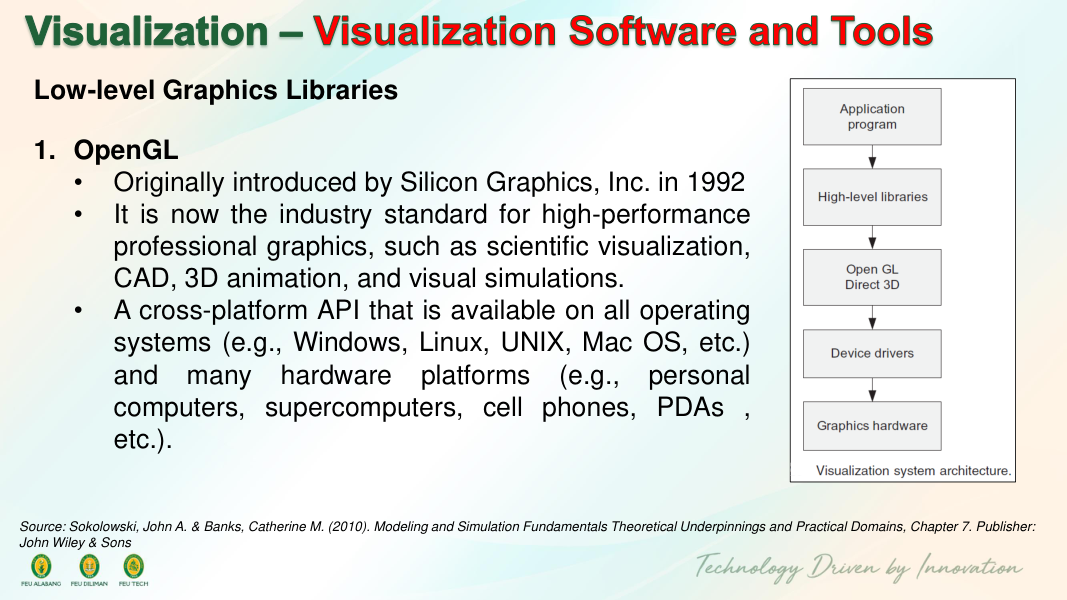 Visualization – Visualization Software and Tools
Low-level Graphics Libraries
1. OpenGL
• Originally introduced by Silicon Graphics, Inc. in 1992
• It is now the industry standard for high-performance
professional graphics, such as scientific visualization,
CAD, 3D animation, and visual simulations.
• A cross-platform API that is available on all operating
systems (e.g., Windows, Linux, UNIX, Mac OS, etc.)
and many hardware platforms (e.g., personal
computers, supercomputers, cell phones, PDAs ,
etc.).
Application
program
High-level libraries
Open GL
Direct 3D
Device drivers
Graphics hardware
Visualization system architecture.
Source: Sokolowski, John A. & Banks, Catherine M. (2010). Modeling and Simulation Fundamentals Theoretical Underpinnings and Practical Domains, Chapter 7. Publisher:
John Wiley & Sons
FEU ALABANG FEU DILIMAN FEU TECH
Technology Driven by Innovation